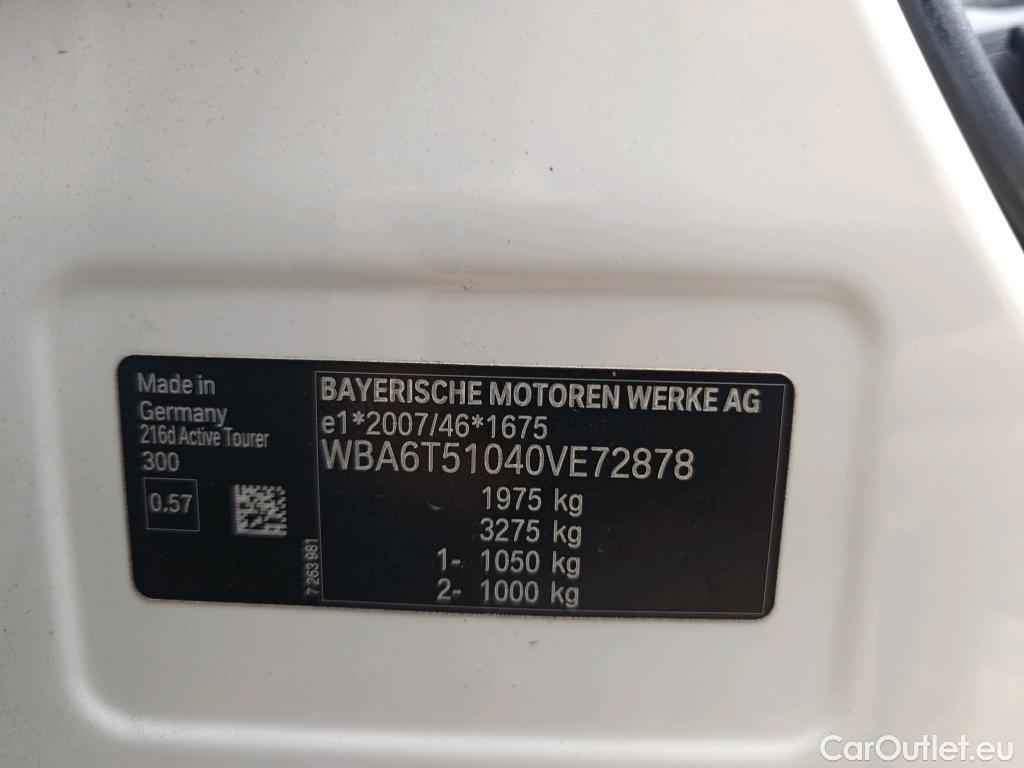 Made in
Germany
216d Active Tourer
300
0.57
7 263 981
BAYERISCHE MOTOREN WERKE AG
e1*2007/46*1675
WBA6T51040VE72878
1975 kg
3275 kg
1- 1050 kg
2- 1000 kg
CarOutlet.eu